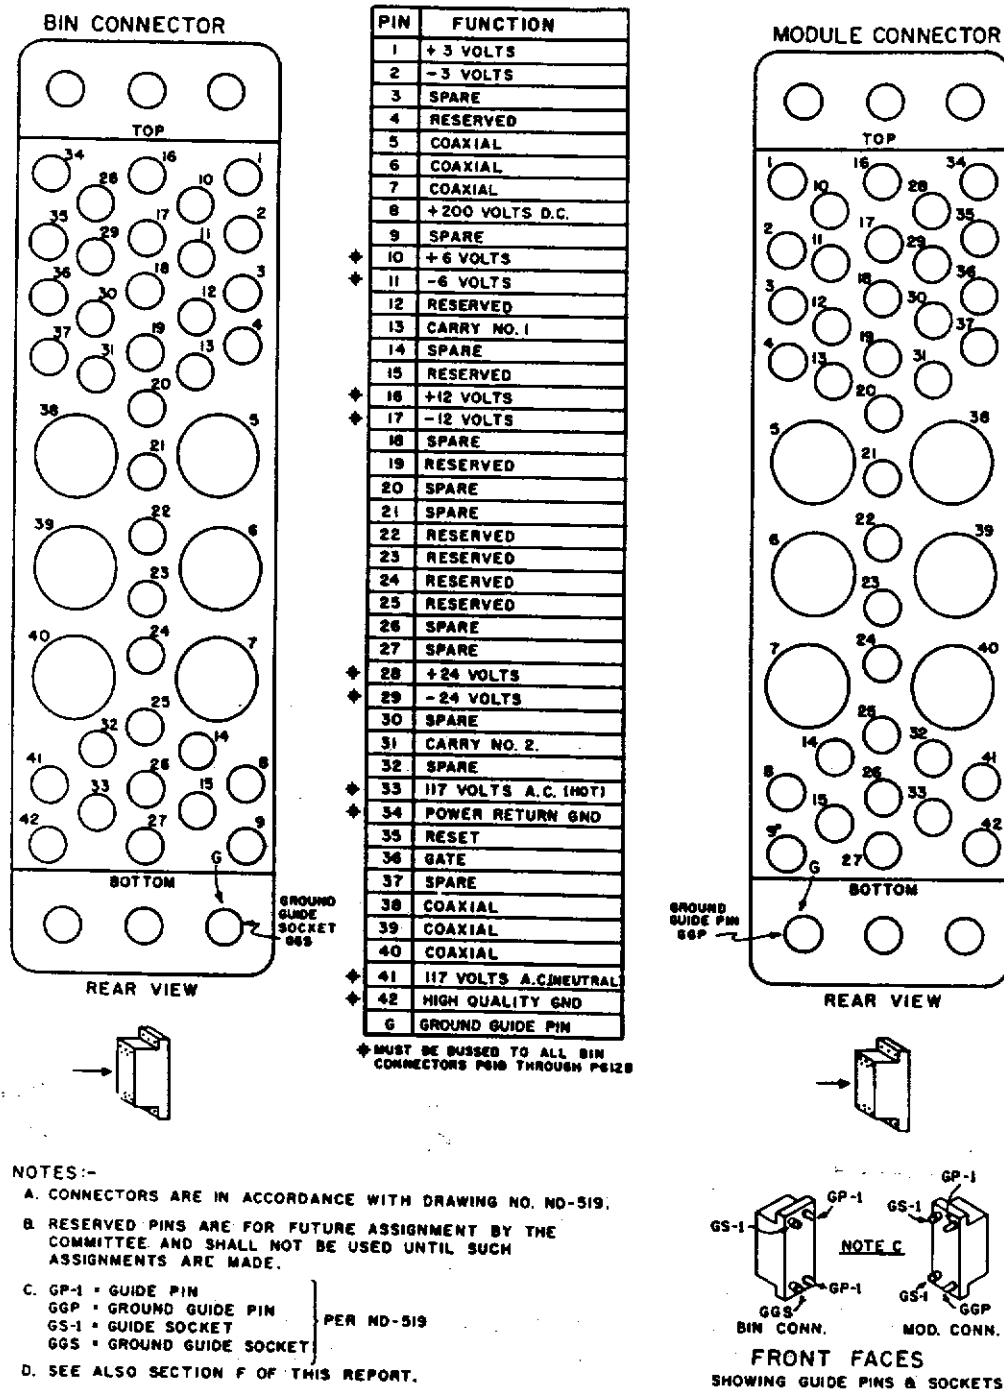 BIN CONNECTOR
TOP
34
16
1
28
10
35
17
2
29
11
36
18
3
30
12
37
19
4
31
13
20
38
5
21
39
22
6
23
40
24
7
25
32
14
41
26
8
33
15
42
27
9
G
BOTTOM
GROUND
GUIDE
SOCKET
GGS
REAR VIEW
PIN FUNCTION
1 + 3 VOLTS
2 - 3 VOLTS
3 SPARE
4 RESERVED
5 COAXIAL
6 COAXIAL
7 COAXIAL
8 +200 VOLTS D.C.
9 SPARE
⌖ 10 + 6 VOLTS
⌖ 11 -6 VOLTS
12 RESERVED
13 CARRY NO. 1
14 SPARE
15 RESERVED
⌖ 16 +12 VOLTS
⌖ 17 -12 VOLTS
18 SPARE
19 RESERVED
20 SPARE
21 SPARE
22 RESERVED
23 RESERVED
24 RESERVED
25 RESERVED
26 SPARE
27 SPARE
⌖ 28 +24 VOLTS
⌖ 29 -24 VOLTS
30 SPARE
31 CARRY NO. 2.
32 SPARE
⌖ 33 117 VOLTS A.C. (HOT)
⌖ 34 POWER RETURN GND
35 RESET
36 GATE
37 SPARE
38 COAXIAL
39 COAXIAL
40 COAXIAL
⌖ 41 117 VOLTS A.C.(NEUTRAL)
⌖ 42 HIGH QUALITY GND
G GROUND GUIDE PIN
⌖ MUST BE BUSSED TO ALL BIN
CONNECTORS PG1B THROUGH PG12B
MODULE CONNECTOR
TOP
1
16
34
10
28
2
17
35
11
29
3
18
36
12
30
4
19
37
13
31
20
5
38
21
6
22
39
23
7
24
40
25
14
32
8
26
41
15
33
9
27
42
G
BOTTOM
GROUND
GUIDE PIN
GGP
REAR VIEW
NOTES:-
A. CONNECTORS ARE IN ACCORDANCE WITH DRAWING NO. ND-519.
B. RESERVED PINS ARE FOR FUTURE ASSIGNMENT BY THE
COMMITTEE AND SHALL NOT BE USED UNTIL SUCH
ASSIGNMENTS ARE MADE.
C. GP-1 = GUIDE PIN
GGP = GROUND GUIDE PIN
GS-1 = GUIDE SOCKET
GGS = GROUND GUIDE SOCKET
PER ND-519
D. SEE ALSO SECTION F OF THIS REPORT.
GS-1
GP-1
GP-1
GGS
BIN CONN.
NOTE C
GS-1
GP-1
GS-1
GGP
MOD. CONN.
FRONT FACES
SHOWING GUIDE PINS & SOCKETS